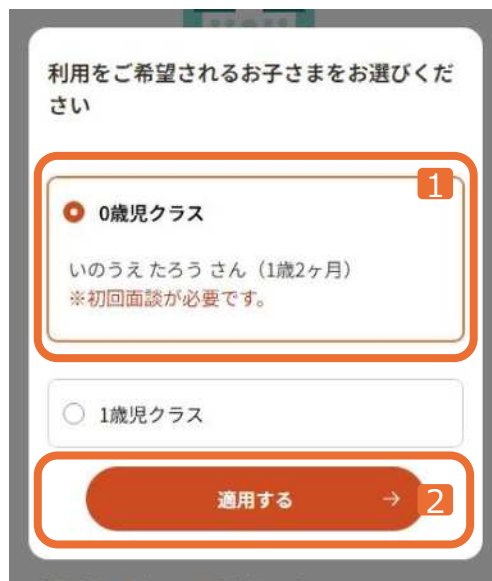 利用をご希望されるお子さまをお選びくだ
さい
1
0歳児クラス
いのうえ たろう さん（1歳2ヶ月）
※初回面談が必要です。
1歳児クラス
適用する → 2